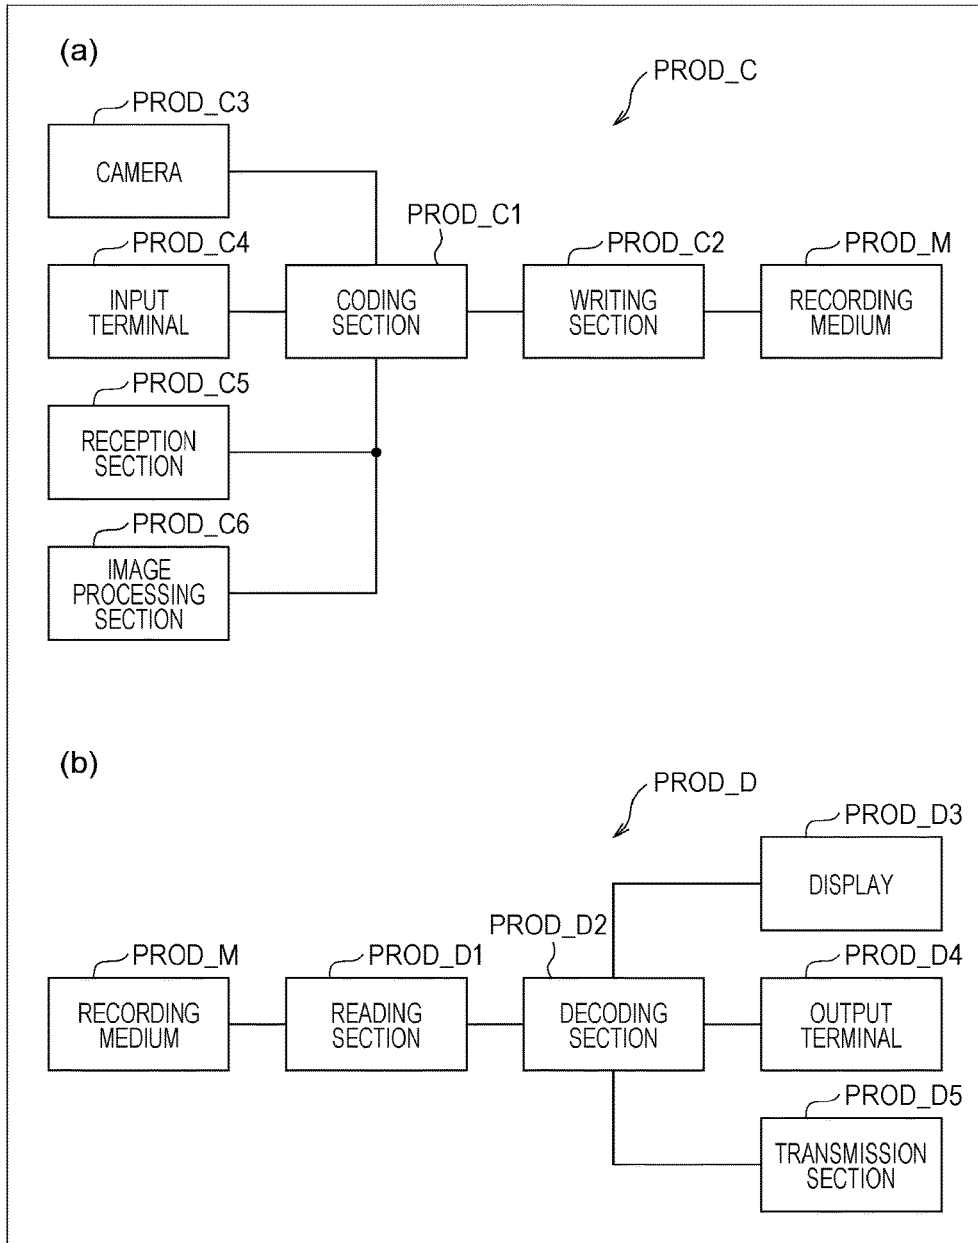 (a)
PROD_C
PROD_C3
CAMERA
PROD_C4
INPUT
TERMINAL
PROD_C1
CODING
SECTION
PROD_C2
WRITING
SECTION
PROD_M
RECORDING
MEDIUM
PROD_C5
RECEPTION
SECTION
PROD_C6
IMAGE
PROCESSING
SECTION
(b)
PROD_D
PROD_D3
DISPLAY
PROD_M
RECORDING
MEDIUM
PROD_D1
READING
SECTION
PROD_D2
DECODING
SECTION
PROD_D4
OUTPUT
TERMINAL
PROD_D5
TRANSMISSION
SECTION